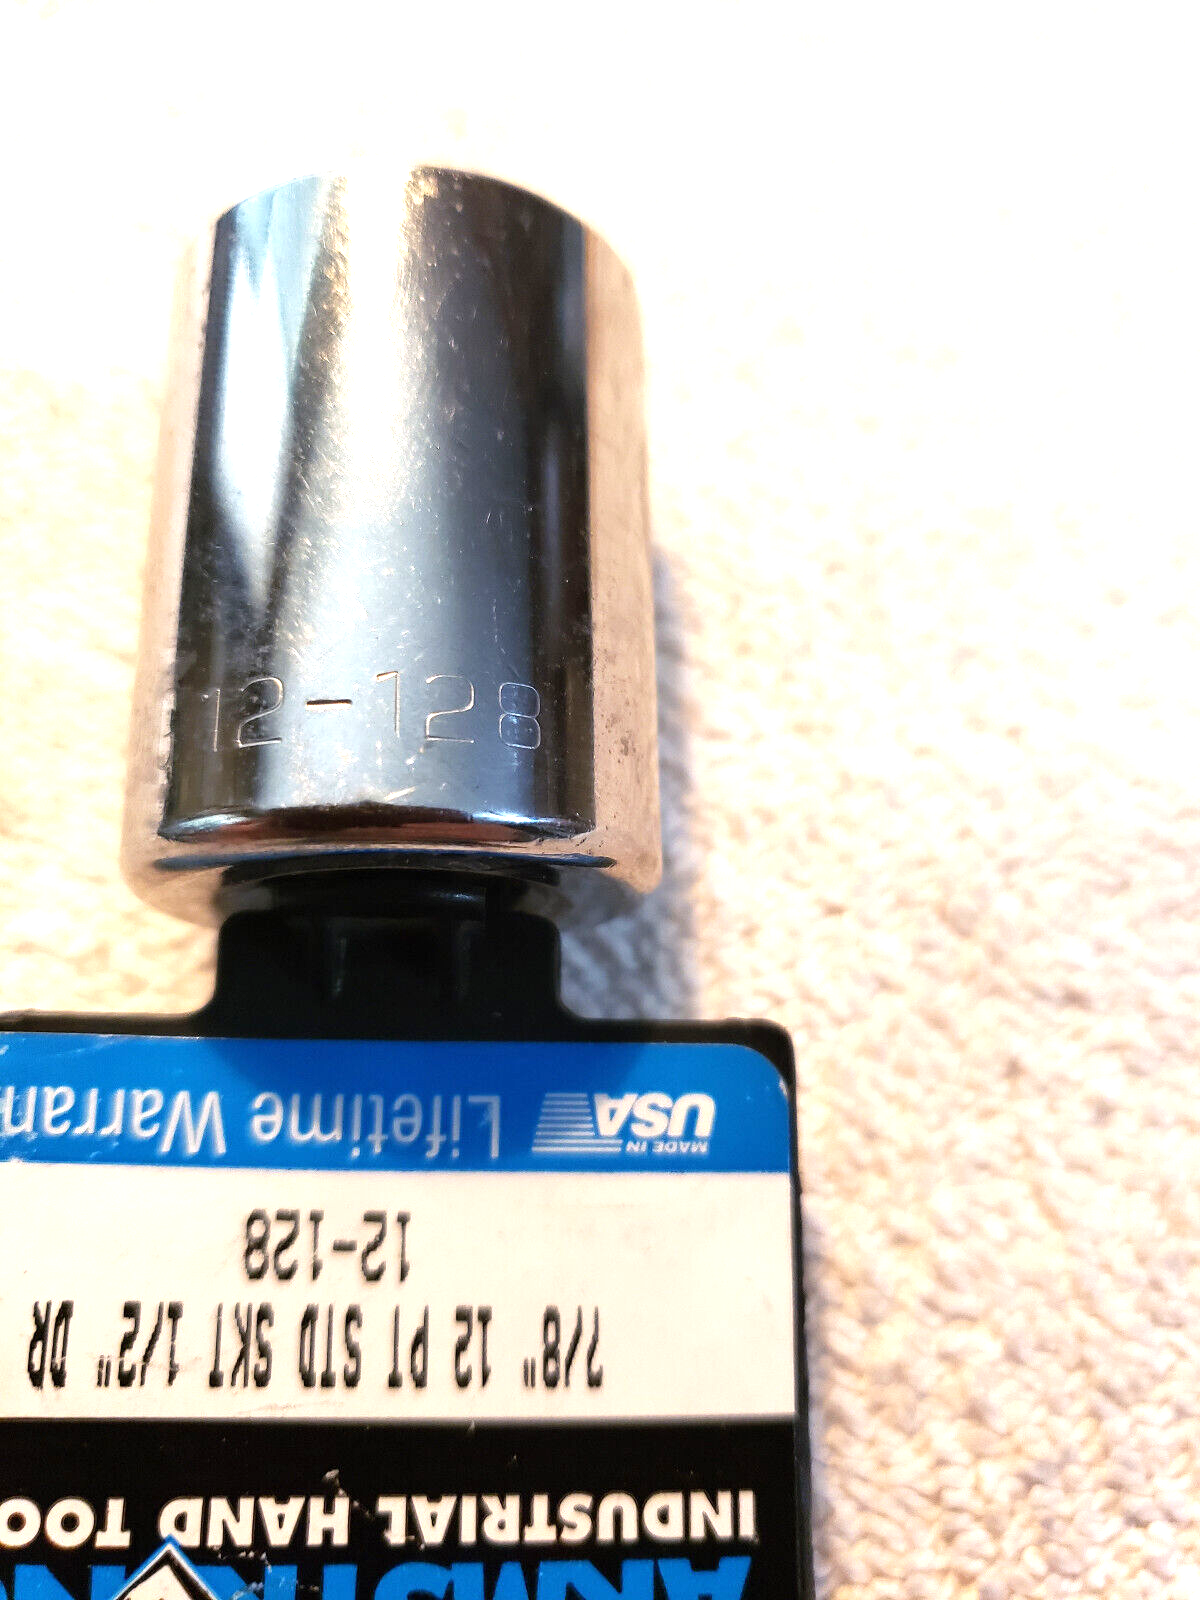 12-128
ARMSTRONG
INDUSTRIAL HAND TOO
7/8" 12 PT STD SKT 1/2" DR
12-128
MADE IN
USA Lifetime Warran